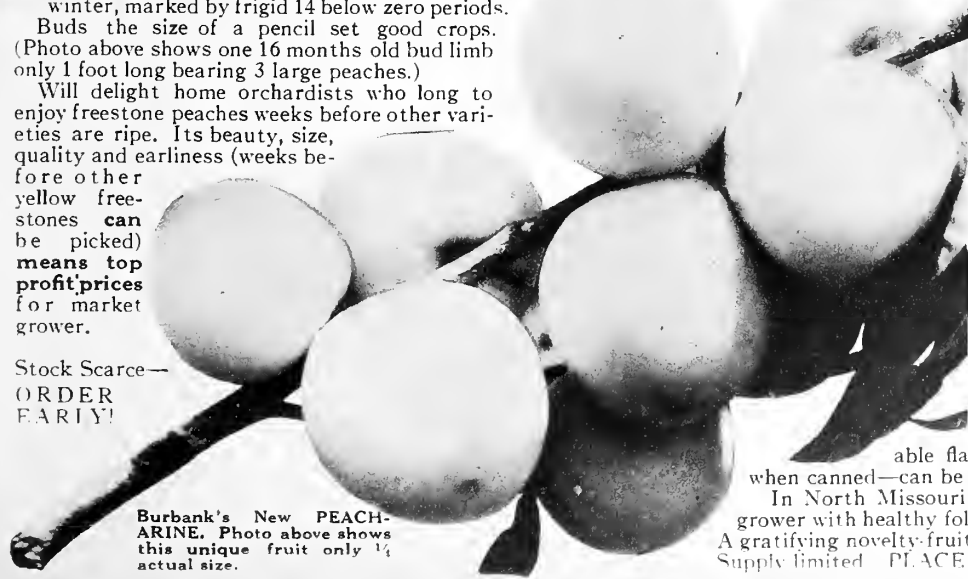 winter, marked by frigid 14 below zero periods.
Buds the size of a pencil set good crops.
(Photo above shows one 16 months old bud limb
only 1 foot long bearing 3 large peaches.)
Will delight home orchardists who long to
enjoy freestone peaches weeks before other vari-
eties are ripe. Its beauty, size,
quality and earliness (weeks be-
fore other
yellow free-
stones can
be picked)
means top
profit prices
for market
grower.
Stock Scarce—
ORDER
EARLY!
Burbank's New PEACH-
ARINE. Photo above shows
this unique fruit only ¼
actual size.
able fla
when canned—can be
In North Missouri
grower with healthy fol
A gratifying novelty-fruit
Supply limited PLACE